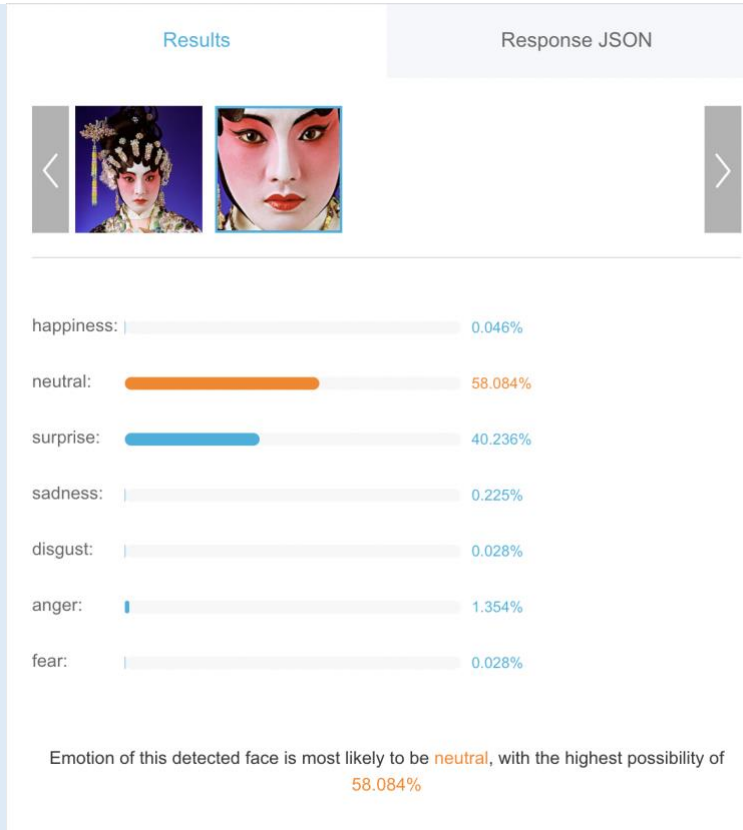 Results
Response JSON
happiness: 0.046%
neutral: 58.084%
surprise: 40.236%
sadness: 0.225%
disgust: 0.028%
anger: 1.354%
fear: 0.028%
Emotion of this detected face is most likely to be neutral, with the highest possibility of
58.084%